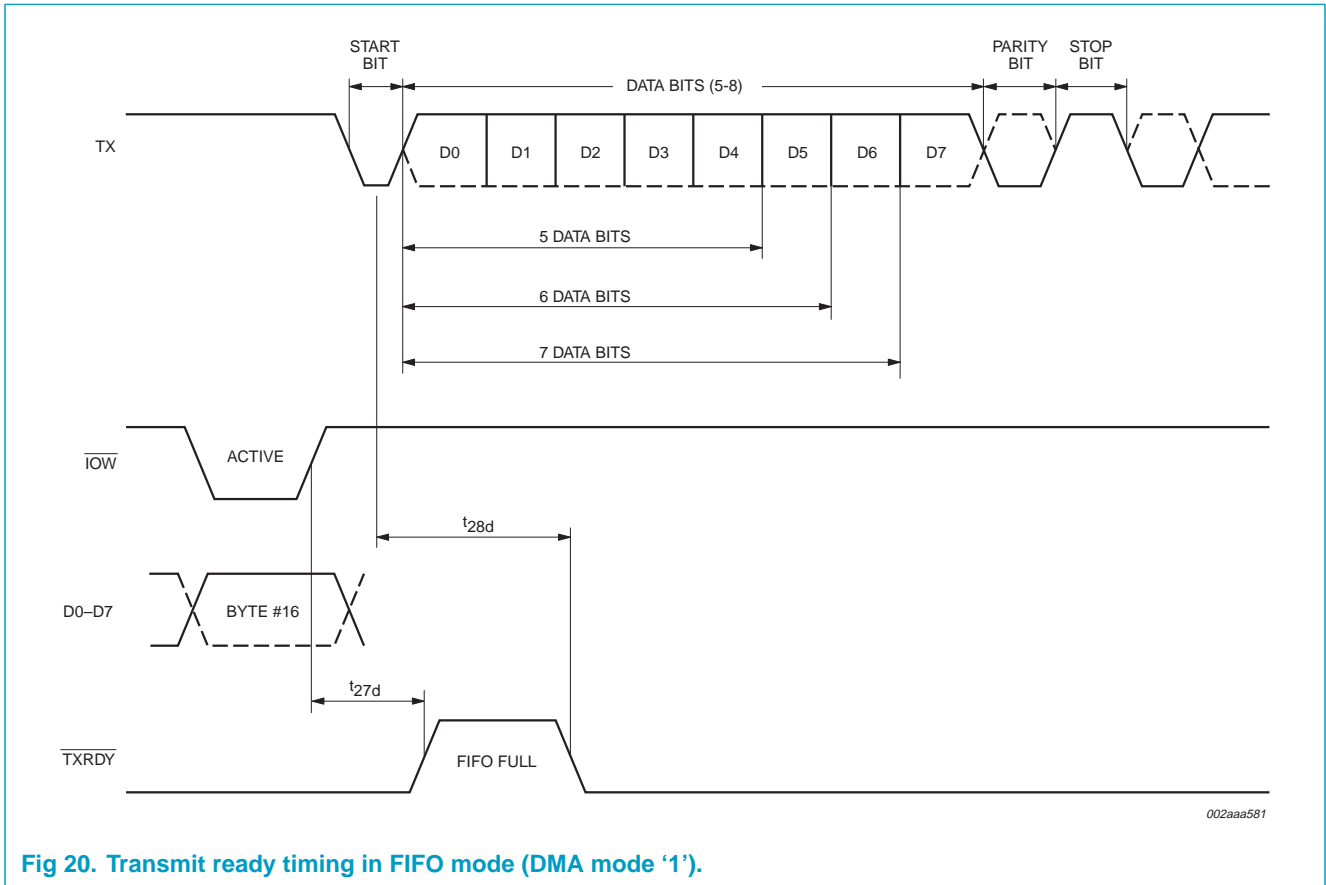 START BIT
DATA BITS (5-8)
PARITY BIT
STOP BIT
TX
D0
D1
D2
D3
D4
D5
D6
D7
5 DATA BITS
6 DATA BITS
7 DATA BITS
IOW
ACTIVE
t28d
D0–D7
BYTE #16
t27d
TXRDY
FIFO FULL
002aaa581
Fig 20. Transmit ready timing in FIFO mode (DMA mode ‘1’).